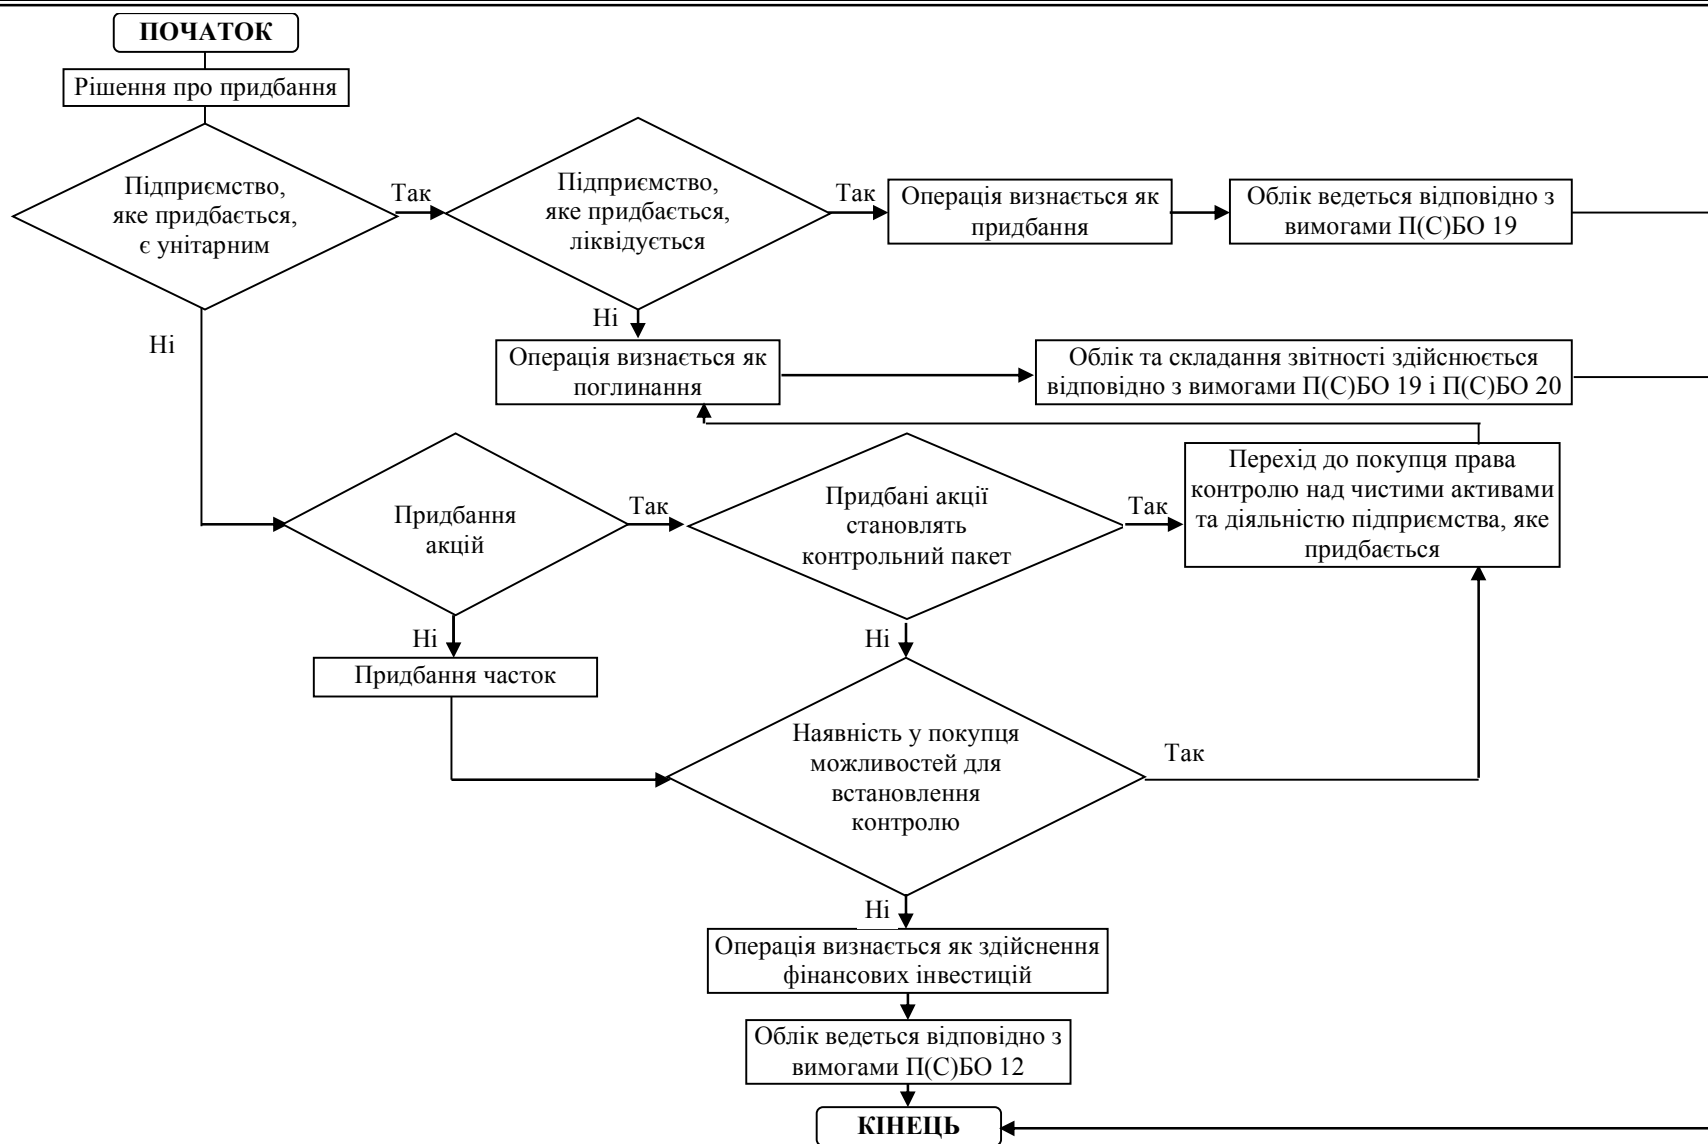 ПОЧАТОК
Рішення про придбання
Підприємство,
яке придбається,
є унітарним
Так
Підприємство,
яке придбається,
ліквідується
Так
Операція визнається як
придбання
Облік ведеться відповідно з
вимогами П(С)БО 19
Ні
Ні
Операція визнається як
поглинання
Облік та складання звітності здійснюється
відповідно з вимогами П(С)БО 19 і П(С)БО 20
Придбання
акцій
Так
Придбані акції
становлять
контрольний пакет
Так
Перехід до покупця права
контролю над чистими активами
та діяльністю підприємства, яке
придбається
Ні
Придбання часток
Ні
Наявність у покупця
можливостей для
встановлення
контролю
Так
Ні
Операція визнається як здійснення
фінансових інвестицій
Облік ведеться відповідно з
вимогами П(С)БО 12
КІНЕЦЬ